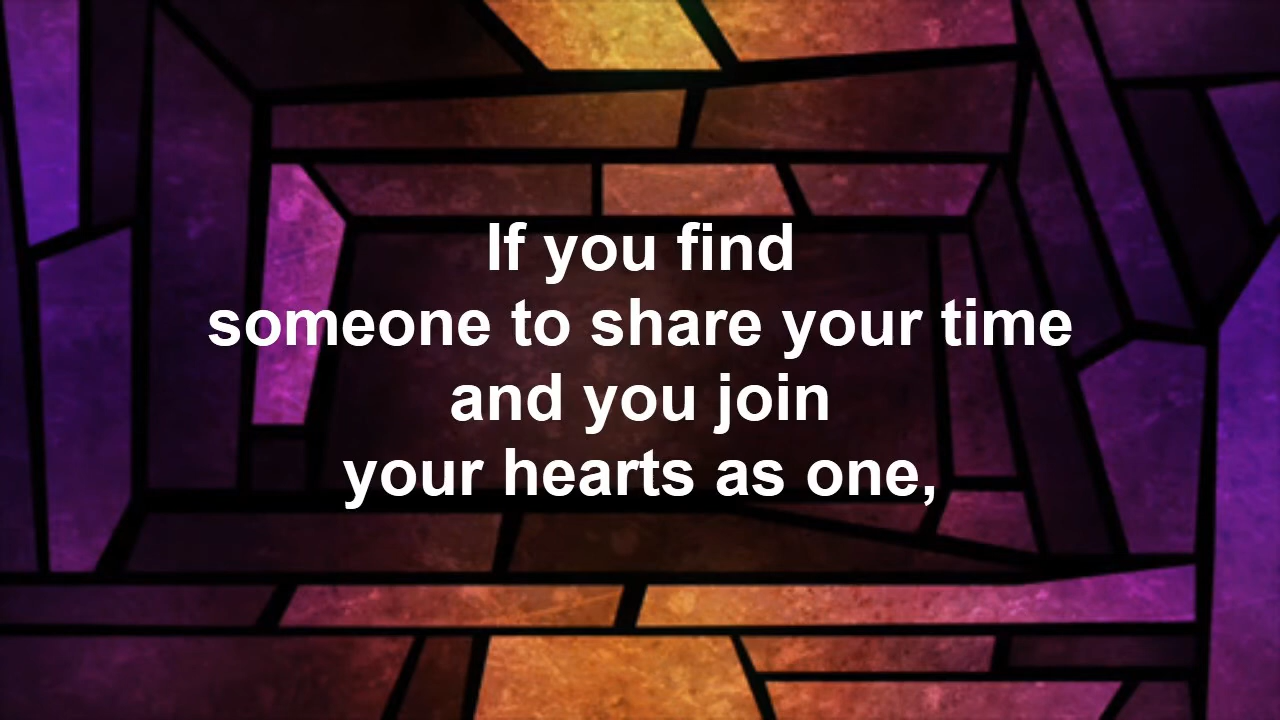 If you find
someone to share your time
and you join
your hearts as one,